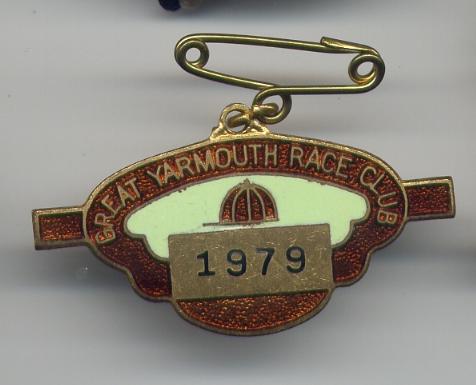 GREAT YARMOUTH RACE CLUB
1979